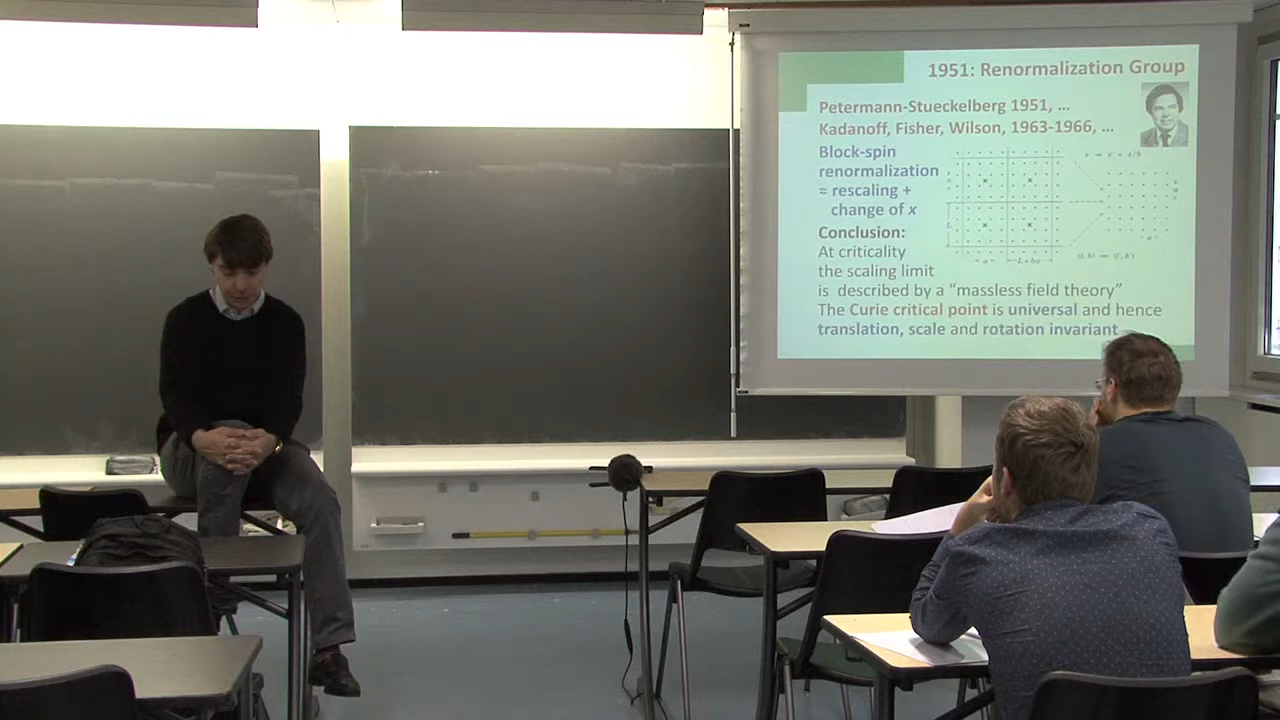 1951: Renormalization Group
Petermann-Stueckelberg 1951, ...
Kadanoff, Fisher, Wilson, 1963-1966, ...
Block-spin
renormalization
≈ rescaling +
change of x
Conclusion:
At criticality
the scaling limit
is described by a “massless field theory”
The Curie critical point is universal and hence
translation, scale and rotation invariant